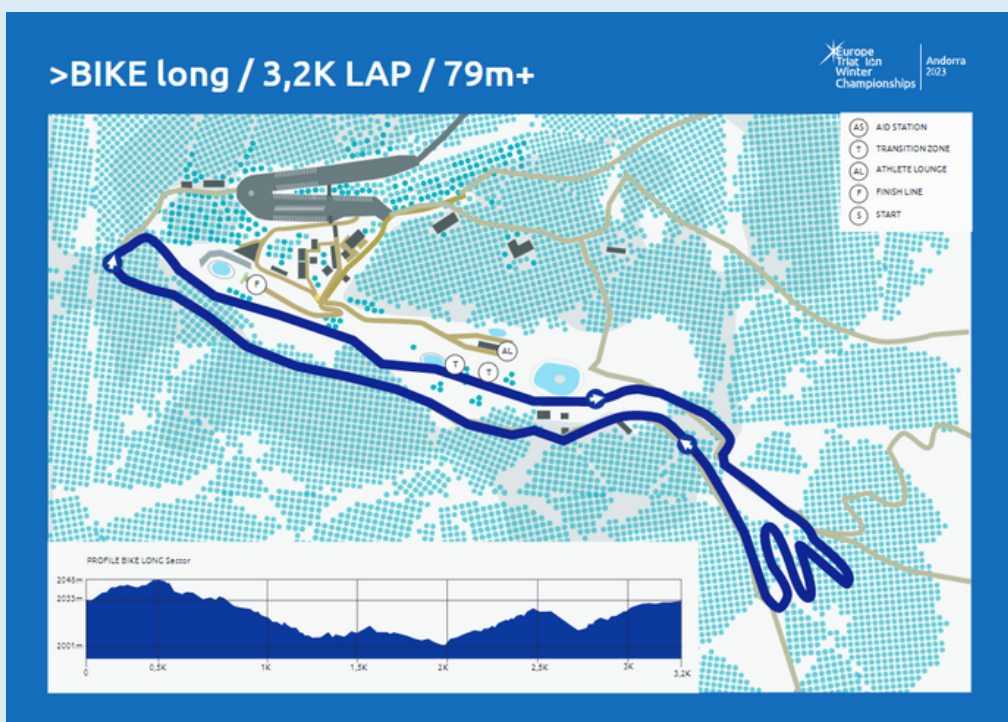 >BIKE long / 3,2K LAP / 79m+
Europe
Triatlón
Winter
Championships
Andorra
2023
AS AID STATION
T TRANSITION ZONE
AL ATHLETE LOUNGE
F FINISH LINE
S START
F
AL
T
T
PROFILE BIKE LONG Sector
2048m
2033m
2001m
0
0,5K
1K
1,5K
2K
2,5K
3K
3,2K